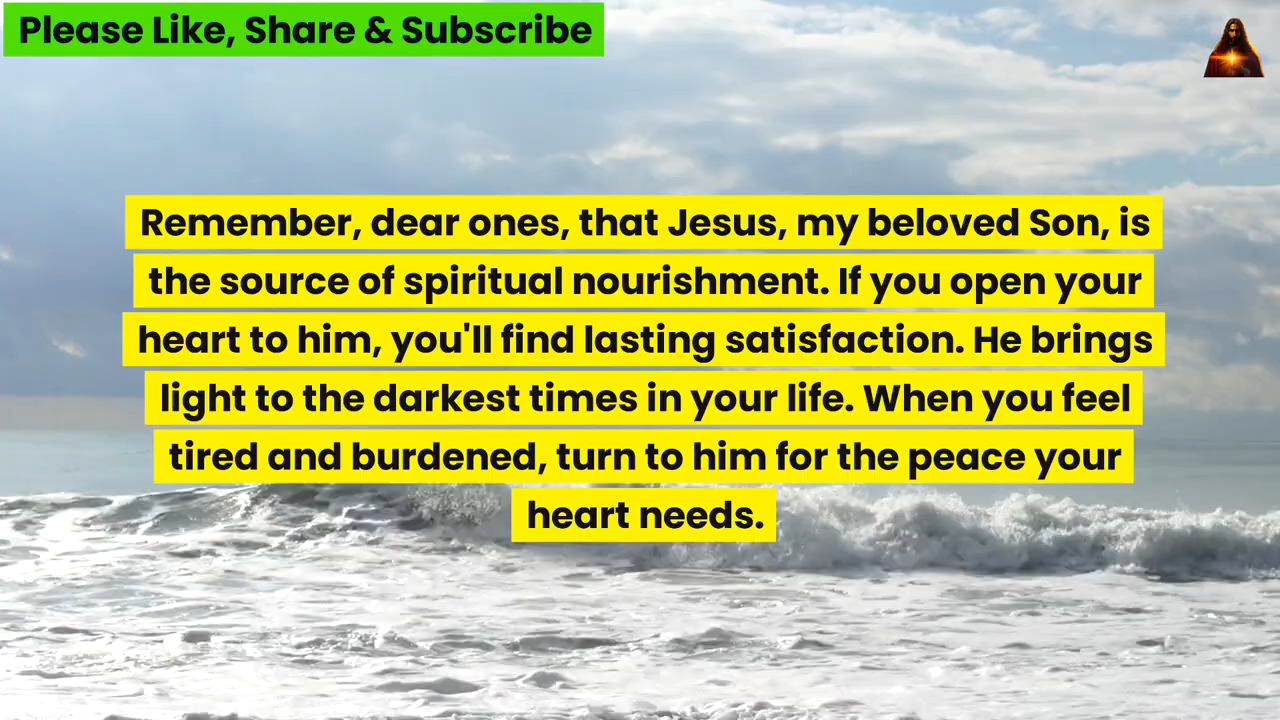 Please Like, Share & Subscribe
Remember, dear ones, that Jesus, my beloved Son, is
the source of spiritual nourishment. If you open your
heart to him, you'll find lasting satisfaction. He brings
light to the darkest times in your life. When you feel
tired and burdened, turn to him for the peace your
heart needs.